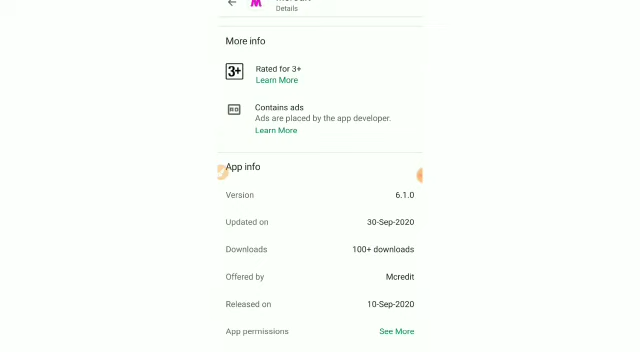 Details
More info
3+
Rated for 3+
Learn More
Contains ads
Ads are placed by the app developer.
Learn More
App info
Version 6.1.0
Updated on 30-Sep-2020
Downloads 100+ downloads
Offered by Mcredit
Released on 10-Sep-2020
App permissions See More